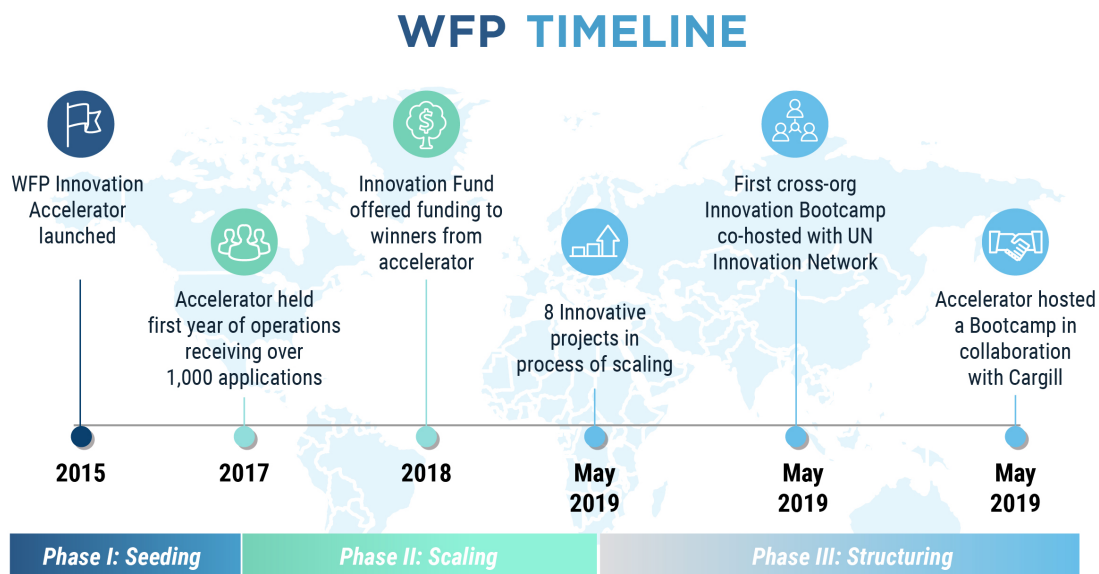 WFP TIMELINE
WFP Innovation
Accelerator
launched
2015
Accelerator held
first year of operations
receiving over
1,000 applications
2017
$
Innovation Fund
offered funding to
winners from
accelerator
2018
8 Innovative
projects in
process of scaling
May
2019
First cross-org
Innovation Bootcamp
co-hosted with UN
Innovation Network
May
2019
Accelerator hosted
a Bootcamp in
collaboration
with Cargill
May
2019
Phase I: Seeding
Phase II: Scaling
Phase III: Structuring